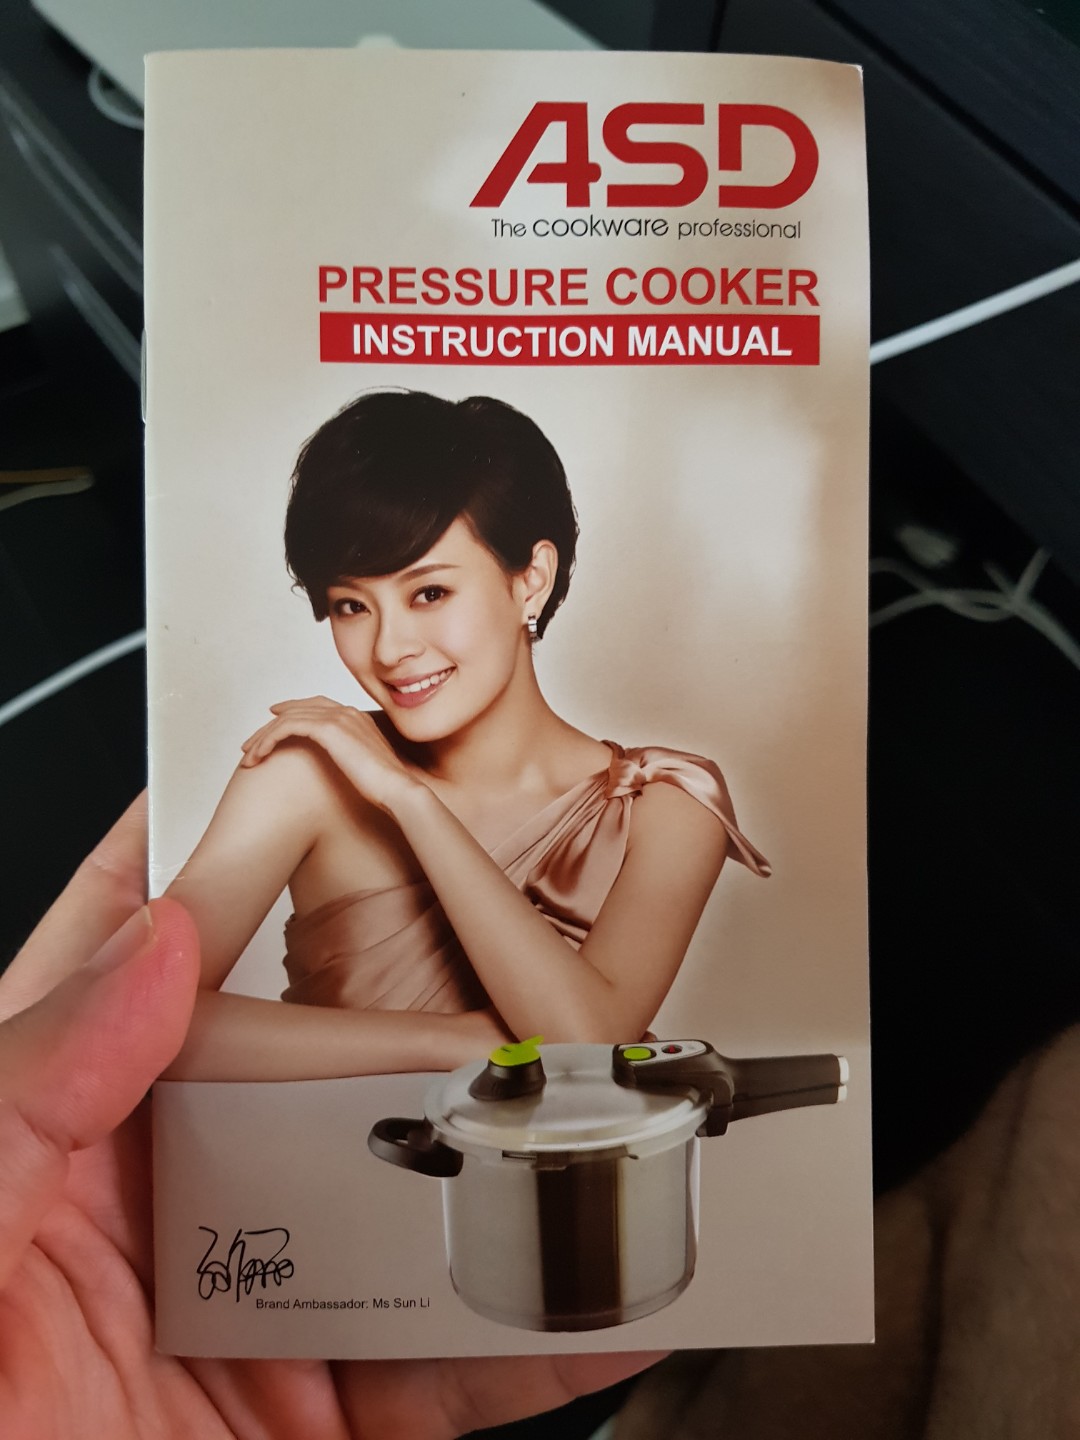 ASD
The cookware professional
PRESSURE COOKER
INSTRUCTION MANUAL
Brand Ambassador: Ms Sun Li